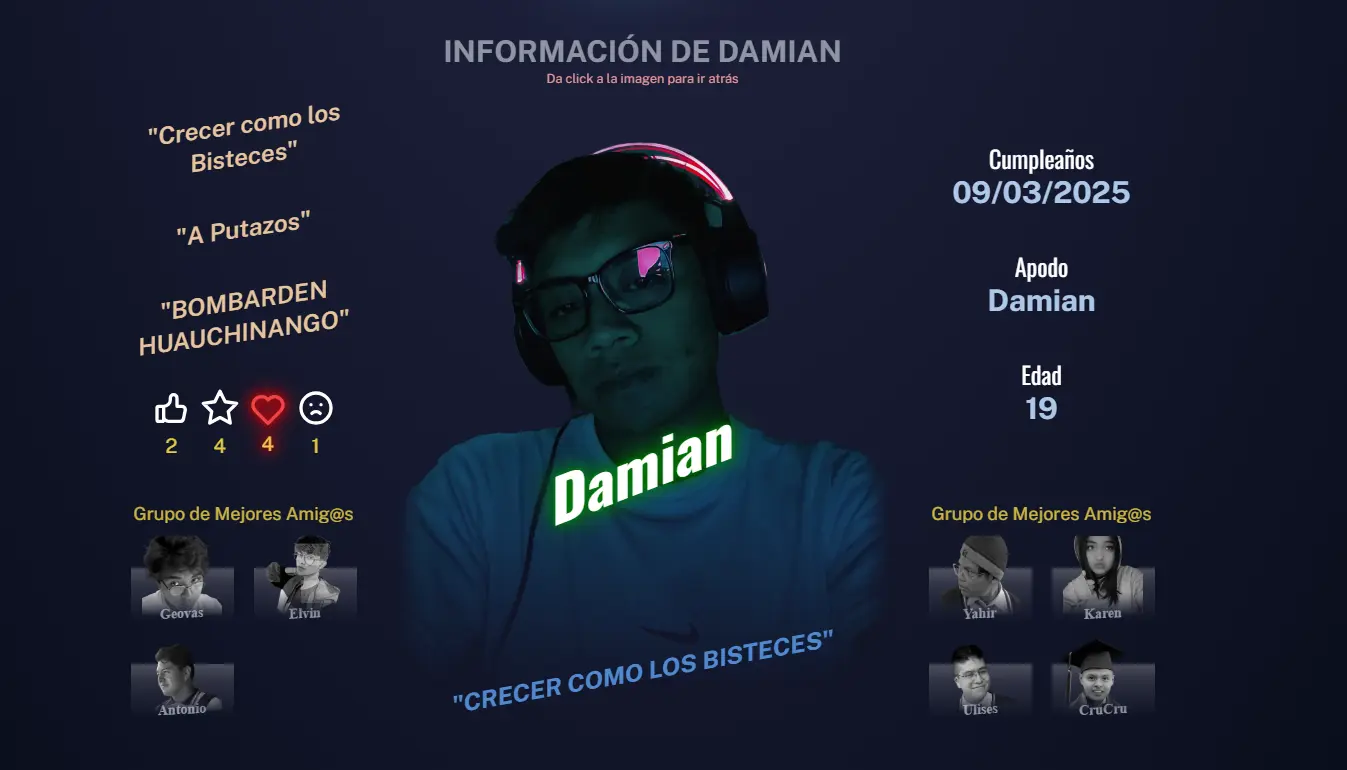 INFORMACIÓN DE DAMIAN
Da click a la imagen para ir atrás
"Crecer como los
Bisteces"
"A Putazos"
"BOMBARDEN
HUAUCHINANGO"
2 4 4 1
Grupo de Mejores Amig@s
Geovas Elvin
Antonio
Damian
"CRECER COMO LOS BISTECES"
Cumpleaños
09/03/2025
Apodo
Damian
Edad
19
Grupo de Mejores Amig@s
Yahir Karen
Ulises CruCru